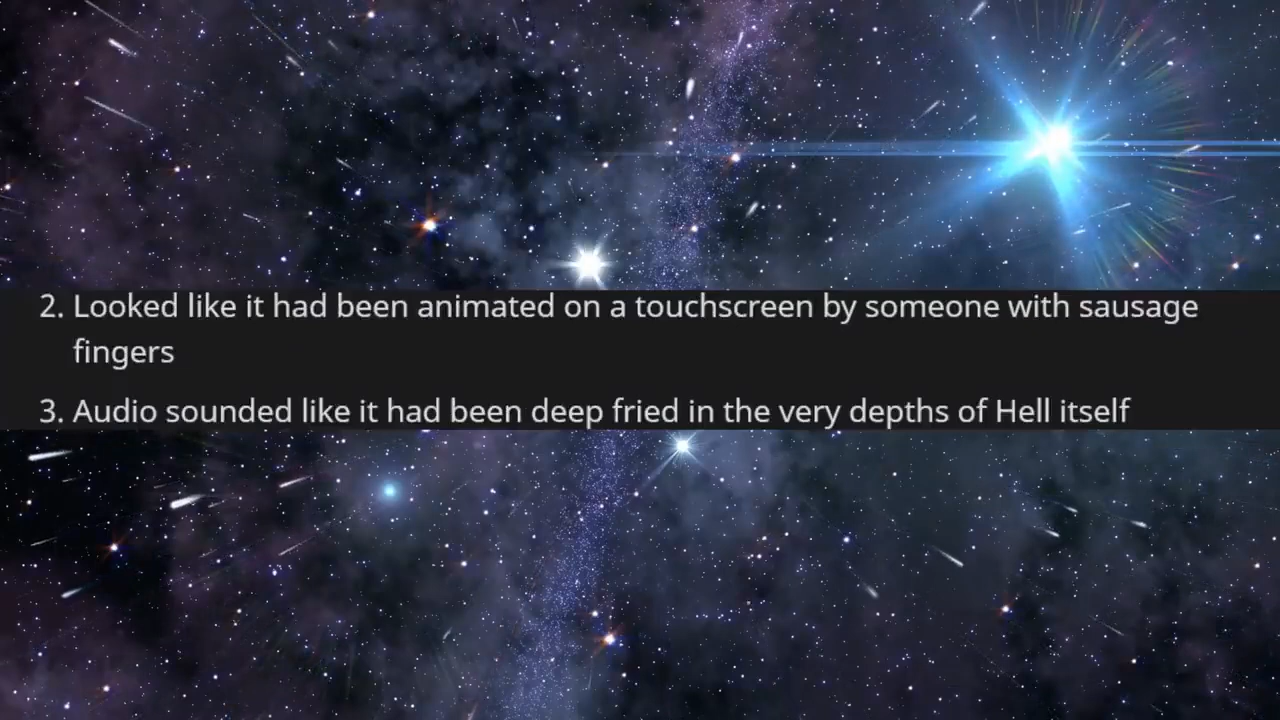 2. Looked like it had been animated on a touchscreen by someone with sausage
fingers
3. Audio sounded like it had been deep fried in the very depths of Hell itself